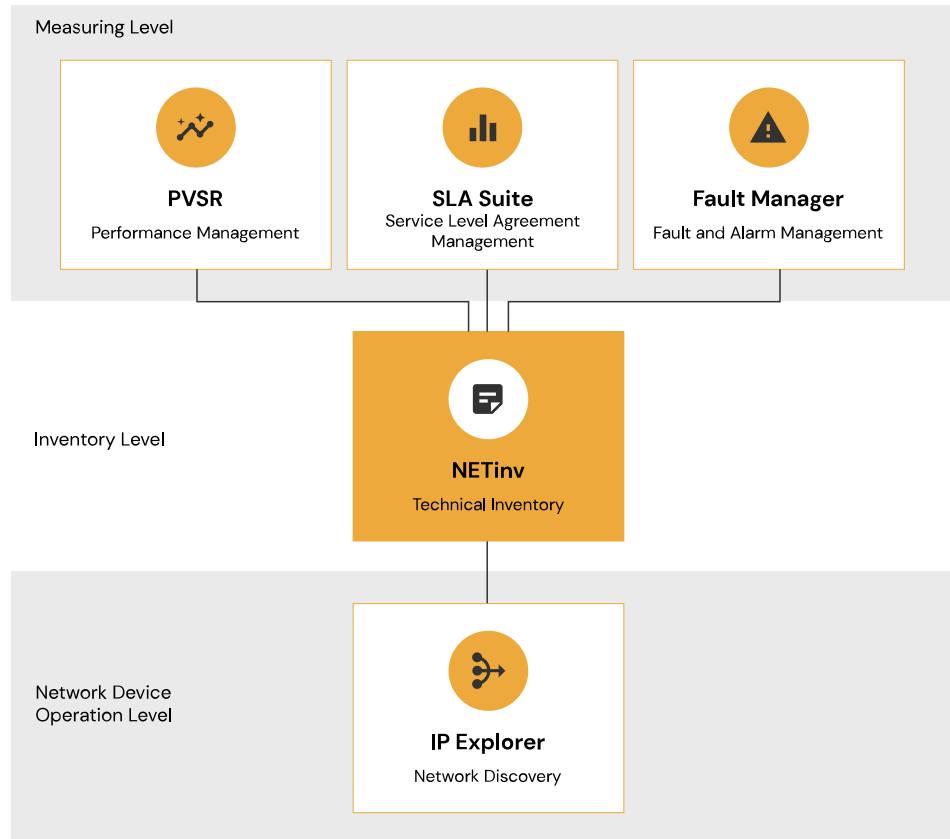 Measuring Level
PVSR
Performance Management
SLA Suite
Service Level Agreement
Management
Fault Manager
Fault and Alarm Management
Inventory Level
NETinv
Technical Inventory
Network Device
Operation Level
IP Explorer
Network Discovery